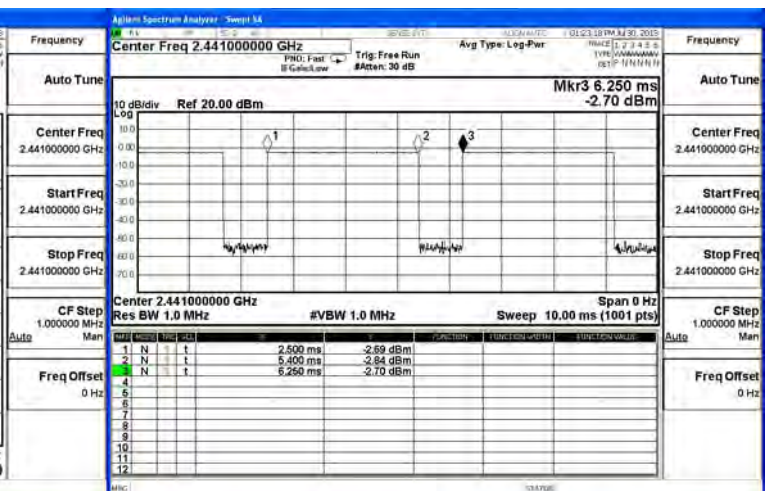 Agilent Spectrum Analyzer - Swept SA
Center Freq 2.441000000 GHz
PNO: Fast
IFGain:Low
Trig: Free Run
#Atten: 30 dB
Avg Type: Log-Pwr
01:23:18 PM Jul 30, 2013
TRACE 1 2 3 4 5 6
TYPE
DET P N N N N N
Mkr3 6.250 ms
-2.70 dBm
10 dB/div Ref 20.00 dBm
Log
10.0
0.00
-10.0
-20.0
-30.0
-40.0
-60.0
-70.0
1
2
3
Center 2.441000000 GHz
Span 0 Hz
Res BW 1.0 MHz
#VBW 1.0 MHz
Sweep 10.00 ms (1001 pts)
MKR MODE TRC SCL X Y FUNCTION FUNCTION WIDTH FUNCTION VALUE
1 N 1 t 2.500 ms -2.69 dBm
2 N 1 t 5.400 ms -2.84 dBm
3 N 1 t 6.250 ms -2.70 dBm
4
5
6
7
8
9
10
11
12
MSG
STATUS
Frequency
Auto Tune
Center Freq
2.441000000 GHz
Start Freq
2.441000000 GHz
Stop Freq
2.441000000 GHz
CF Step
1.000000 MHz
Auto Man
Freq Offset
0 Hz
Frequency
Auto Tune
Center Freq
2.441000000 GHz
Start Freq
2.441000000 GHz
Stop Freq
2.441000000 GHz
CF Step
1.000000 MHz
Auto Man
Freq Offset
0 Hz